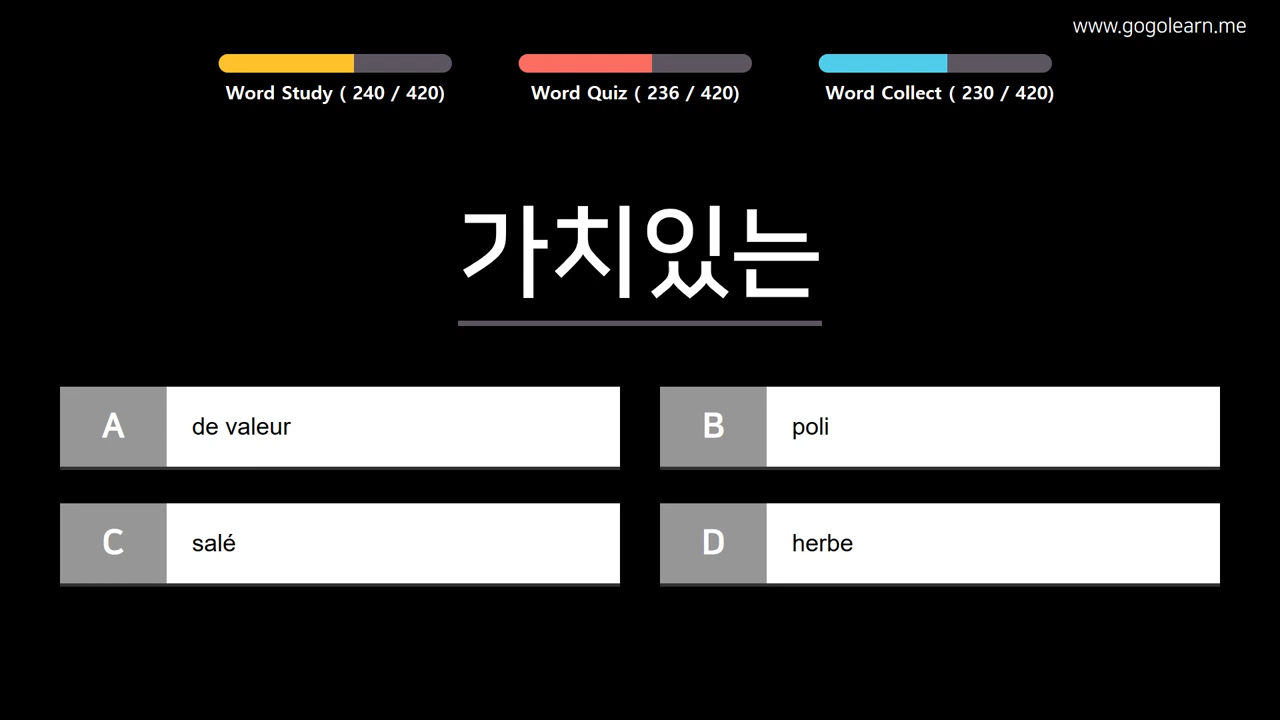 www.gogolearn.me
Word Study ( 240 / 420)
Word Quiz ( 236 / 420)
Word Collect ( 230 / 420)
가치있는
A de valeur
B poli
C salé
D herbe